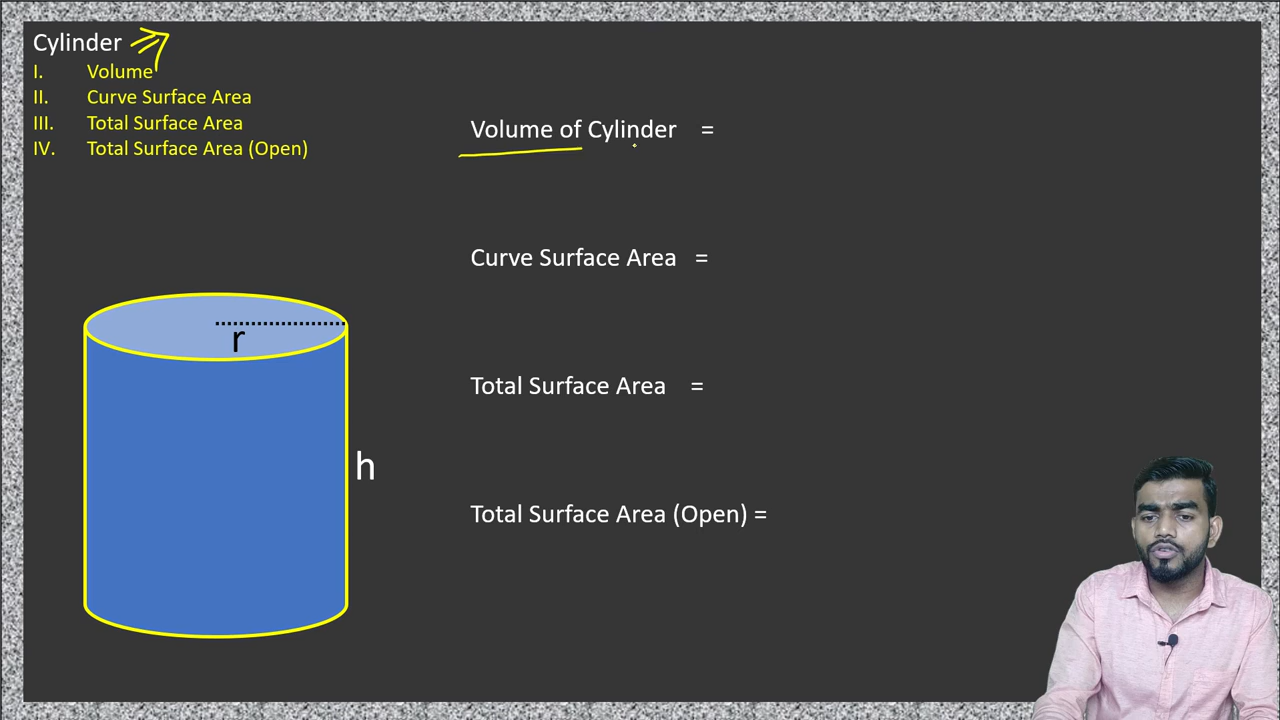 Cylinder
I. Volume
II. Curve Surface Area
III. Total Surface Area
IV. Total Surface Area (Open)
Volume of Cylinder =
Curve Surface Area =
r
Total Surface Area =
h
Total Surface Area (Open) =